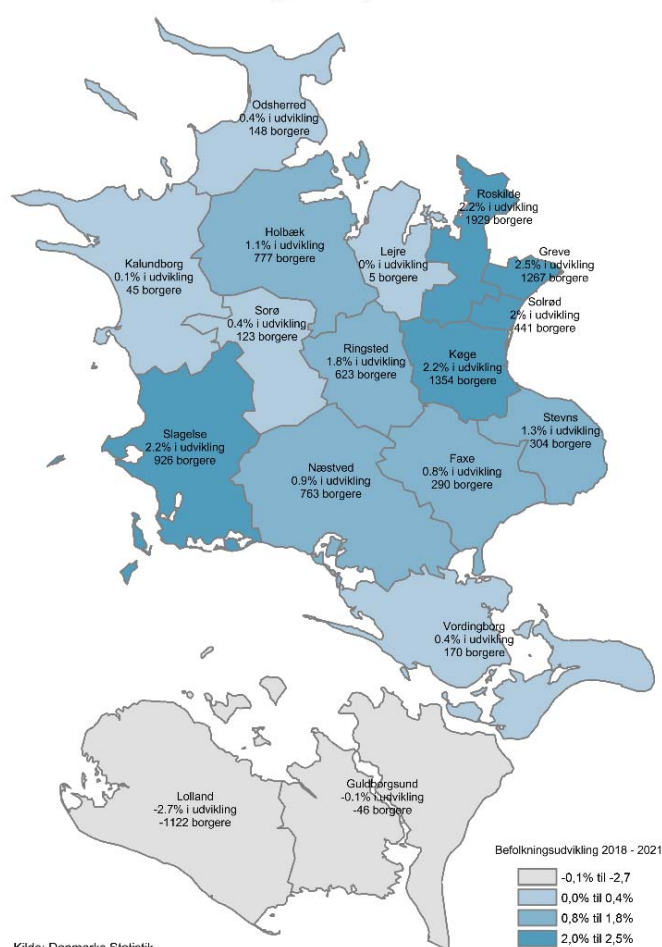 Odsherred
0.4% i udvikling
148 borgere
Roskilde
2.2% i udvikling
1929 borgere
Holbæk
1.1% i udvikling
777 borgere
Lejre
0% i udvikling
5 borgere
Greve
2.5% i udvikling
1267 borgere
Kalundborg
0.1% i udvikling
45 borgere
Solrød
2% i udvikling
441 borgere
Sorø
0.4% i udvikling
123 borgere
Ringsted
1.8% i udvikling
623 borgere
Køge
2.2% i udvikling
1354 borgere
Stevns
1.3% i udvikling
304 borgere
Slagelse
2.2% i udvikling
926 borgere
Næstved
0.9% i udvikling
763 borgere
Faxe
0.8% i udvikling
290 borgere
Vordingborg
0.4% i udvikling
170 borgere
Lolland
-2.7% i udvikling
-1122 borgere
Guldborgsund
-0.1% i udvikling
-46 borgere
Befolkningsudvikling 2018 - 2021
-0,1% til -2,7
0,0% til 0,4%
0,8% til 1,8%
2,0% til 2,5%
Kilde: Danmarks Statistik